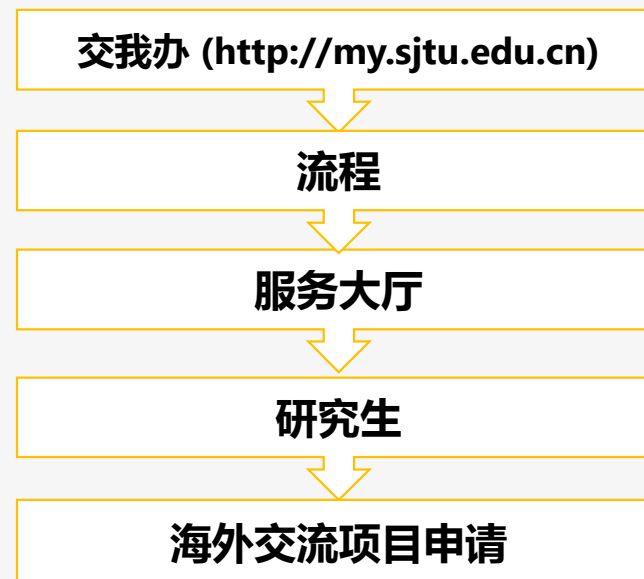 交我办 (http://my.sjtu.edu.cn)
流程
服务大厅
研究生
海外交流项目申请